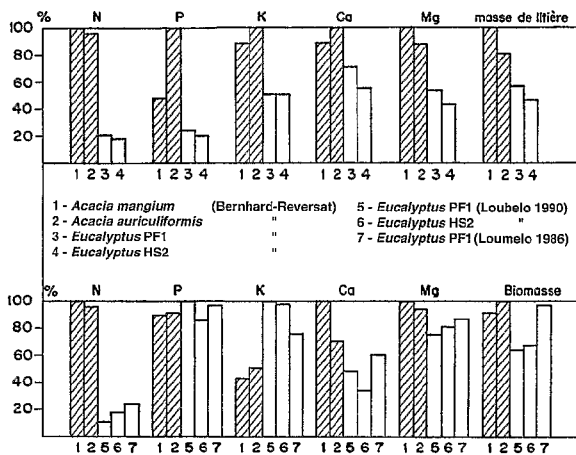 % N P K Ca Mg masse de litière
100
80
60
40
20
1 2 3 4 1 2 3 4 1 2 3 4 1 2 3 4 1 2 3 4 1 2 3 4
1 - Acacia mangium (Bernhard-Reversat) 5 - Eucalyptus PF1 (Loubelo 1990)
2 - Acacia auriculiformis " 6 - Eucalyptus HS2 "
3 - Eucalyptus PF1 " 7 - Eucalyptus PF1 (Loumelo 1986)
4 - Eucalyptus HS2 "
% N P K Ca Mg Biomasse
100
80
60
40
20
1 2 5 6 7 1 2 5 6 7 1 2 5 6 7 1 2 5 6 7 1 2 5 6 7 1 2 5 6 7